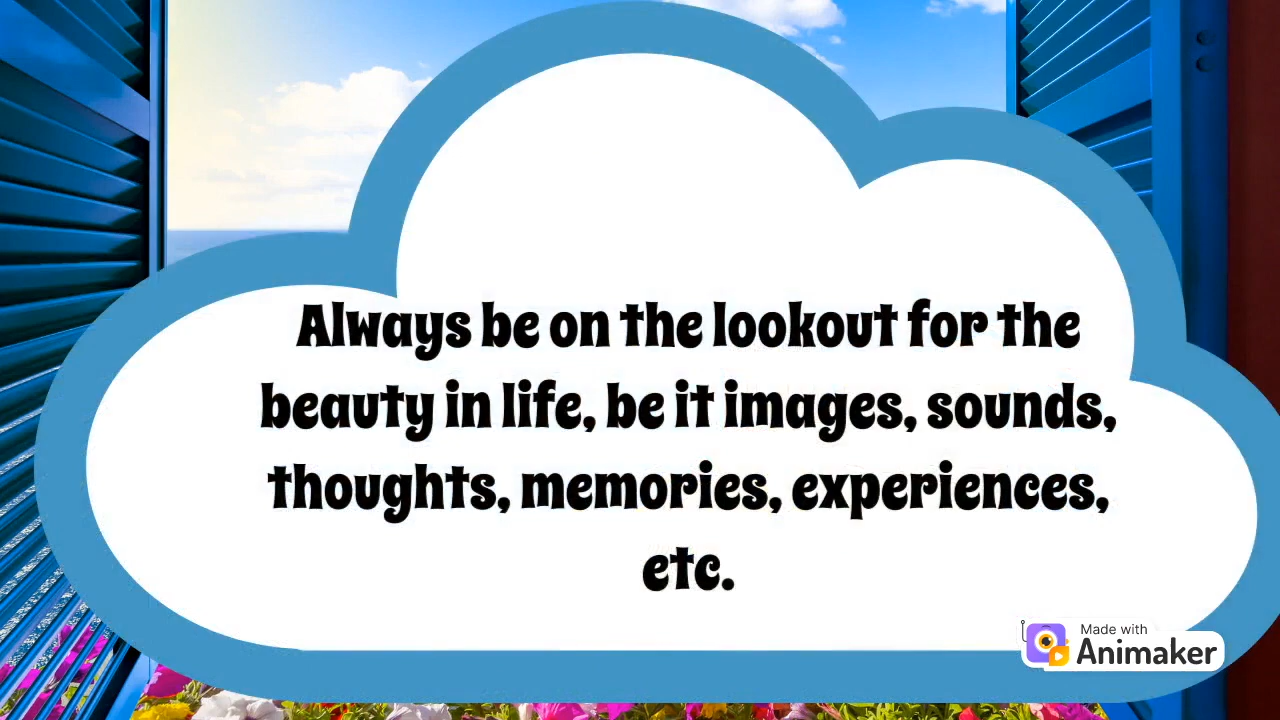 Always be on the lookout for the
beauty in life, be it images, sounds,
thoughts, memories, experiences,
etc.
Made with
Animaker